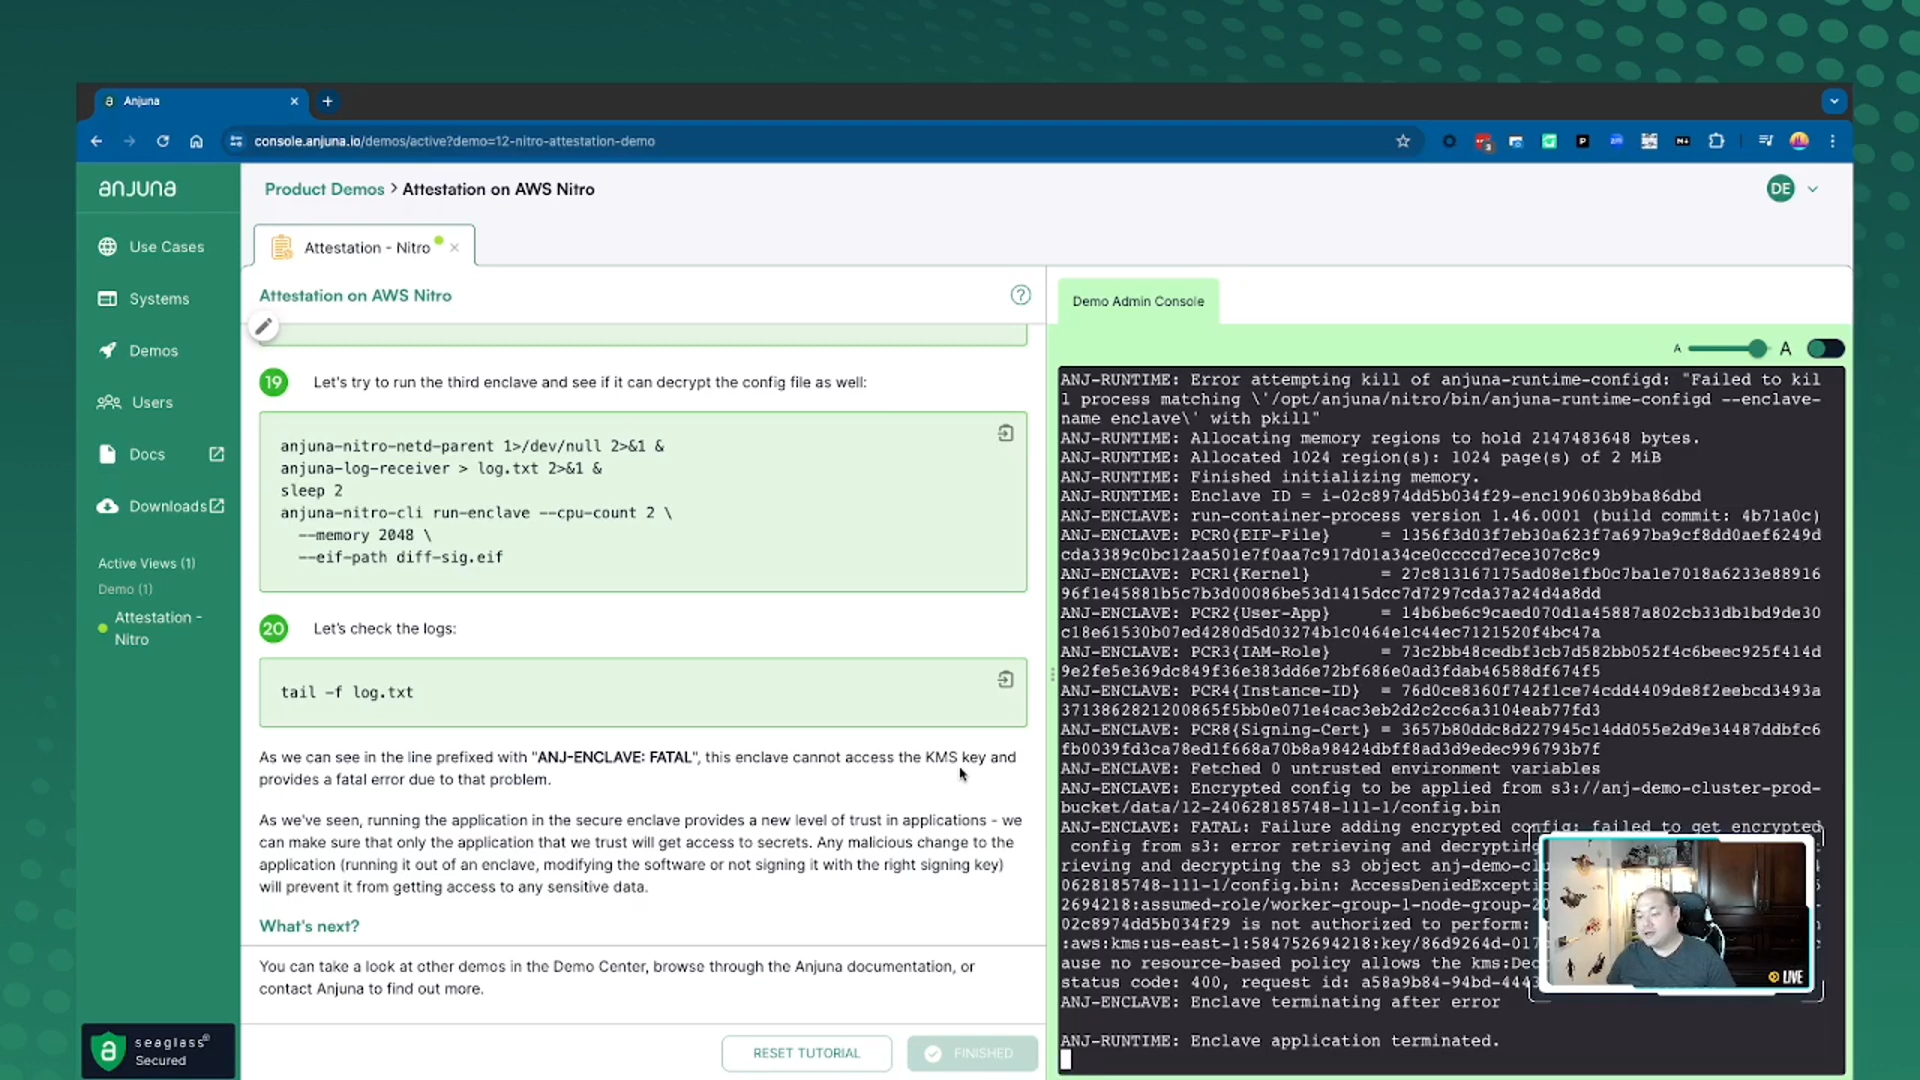 Anjuna
console.anjuna.io/demos/active?demo=12-nitro-attestation-demo
anjuna
Use Cases
Systems
Demos
Users
Docs
Downloads
Active Views (1)
Demo (1)
Attestation -
Nitro
seaglass®
Secured
Product Demos > Attestation on AWS Nitro
DE
Attestation - Nitro
Attestation on AWS Nitro
19 Let's try to run the third enclave and see if it can decrypt the config file as well:
anjuna-nitro-netd-parent 1>/dev/null 2>&1 &
anjuna-log-receiver > log.txt 2>&1 &
sleep 2
anjuna-nitro-cli run-enclave --cpu-count 2 \
--memory 2048 \
--eif-path diff-sig.eif
20 Let's check the logs:
tail -f log.txt
As we can see in the line prefixed with "ANJ-ENCLAVE: FATAL", this enclave cannot access the KMS key and
provides a fatal error due to that problem.
As we've seen, running the application in the secure enclave provides a new level of trust in applications - we
can make sure that only the application that we trust will get access to secrets. Any malicious change to the
application (running it out of an enclave, modifying the software or not signing it with the right signing key)
will prevent it from getting access to any sensitive data.
What's next?
You can take a look at other demos in the Demo Center, browse through the Anjuna documentation, or
contact Anjuna to find out more.
RESET TUTORIAL
FINISHED
Demo Admin Console
A A
ANJ-RUNTIME: Error attempting kill of anjuna-runtime-configd: "Failed to kil
l process matching \'/opt/anjuna/nitro/bin/anjuna-runtime-configd --enclave-
name enclave\' with pkill"
ANJ-RUNTIME: Allocating memory regions to hold 2147483648 bytes.
ANJ-RUNTIME: Allocated 1024 region(s): 1024 page(s) of 2 MiB
ANJ-RUNTIME: Finished initializing memory.
ANJ-RUNTIME: Enclave ID = i-02c8974dd5b034f29-enc190603b9ba86dbd
ANJ-ENCLAVE: run-container-process version 1.46.0001 (build commit: 4b71a0c)
ANJ-ENCLAVE: PCR0{EIF-File} = 1356f3d03f7eb30a623f7a697ba9cf8dd0aef6249d
cda3389c0bc12aa501e7f0aa7c917d01a34ce0ccccd7ece307c8c9
ANJ-ENCLAVE: PCR1{Kernel} = 27c813167175ad08e1fb0c7ba1e7018a6233e88916
96f1e45881b5c7b3d00086be53d1415dcc7d7297cda37a24d4a8dd
ANJ-ENCLAVE: PCR2{User-App} = 14b6be6c9caed070d1a45887a802cb33db1bd9de30
c18e61530b07ed4280d5d03274b1c0464e1c44ec7121520f4bc47a
ANJ-ENCLAVE: PCR3{IAM-Role} = 73c2bb48cedbf3cb7d582bb052f4c6beec925f414d
9e2fe5e369dc849f36e383dd6e72bf686e0ad3fdab46588df674f5
ANJ-ENCLAVE: PCR4{Instance-ID} = 76d0ce8360f742f1ce74cdd4409de8f2eebcd3493a
3713862821200865f5bb0e071e4cac3eb2d2c2cc6a3104eab77fd3
ANJ-ENCLAVE: PCR8{Signing-Cert} = 3657b80ddc8d227945c14dd055e2d9e34487ddbfc6
fb0039fd3ca78ed1f668a70b8a98424dbff8ad3d9edec996793b7f
ANJ-ENCLAVE: Fetched 0 untrusted environment variables
ANJ-ENCLAVE: Encrypted config to be applied from s3://anj-demo-cluster-prod-
bucket/data/12-240628185748-111-1/config.bin
ANJ-ENCLAVE: FATAL: Failure adding encrypted config: failed to get encrypted
config from s3: error retrieving and decrypting
rieving and decrypting the s3 object anj-demo-clu
0628185748-111-1/config.bin: AccessDeniedExcepti
2694218:assumed-role/worker-group-1-node-group-20
02c8974dd5b034f29 is not authorized to perform:
:aws:kms:us-east-1:584752694218:key/86d9264d-017
ause no resource-based policy allows the kms:Dec
status code: 400, request id: a58a9b84-94bd-444
ANJ-ENCLAVE: Enclave terminating after error
ANJ-RUNTIME: Enclave application terminated.
LIVE